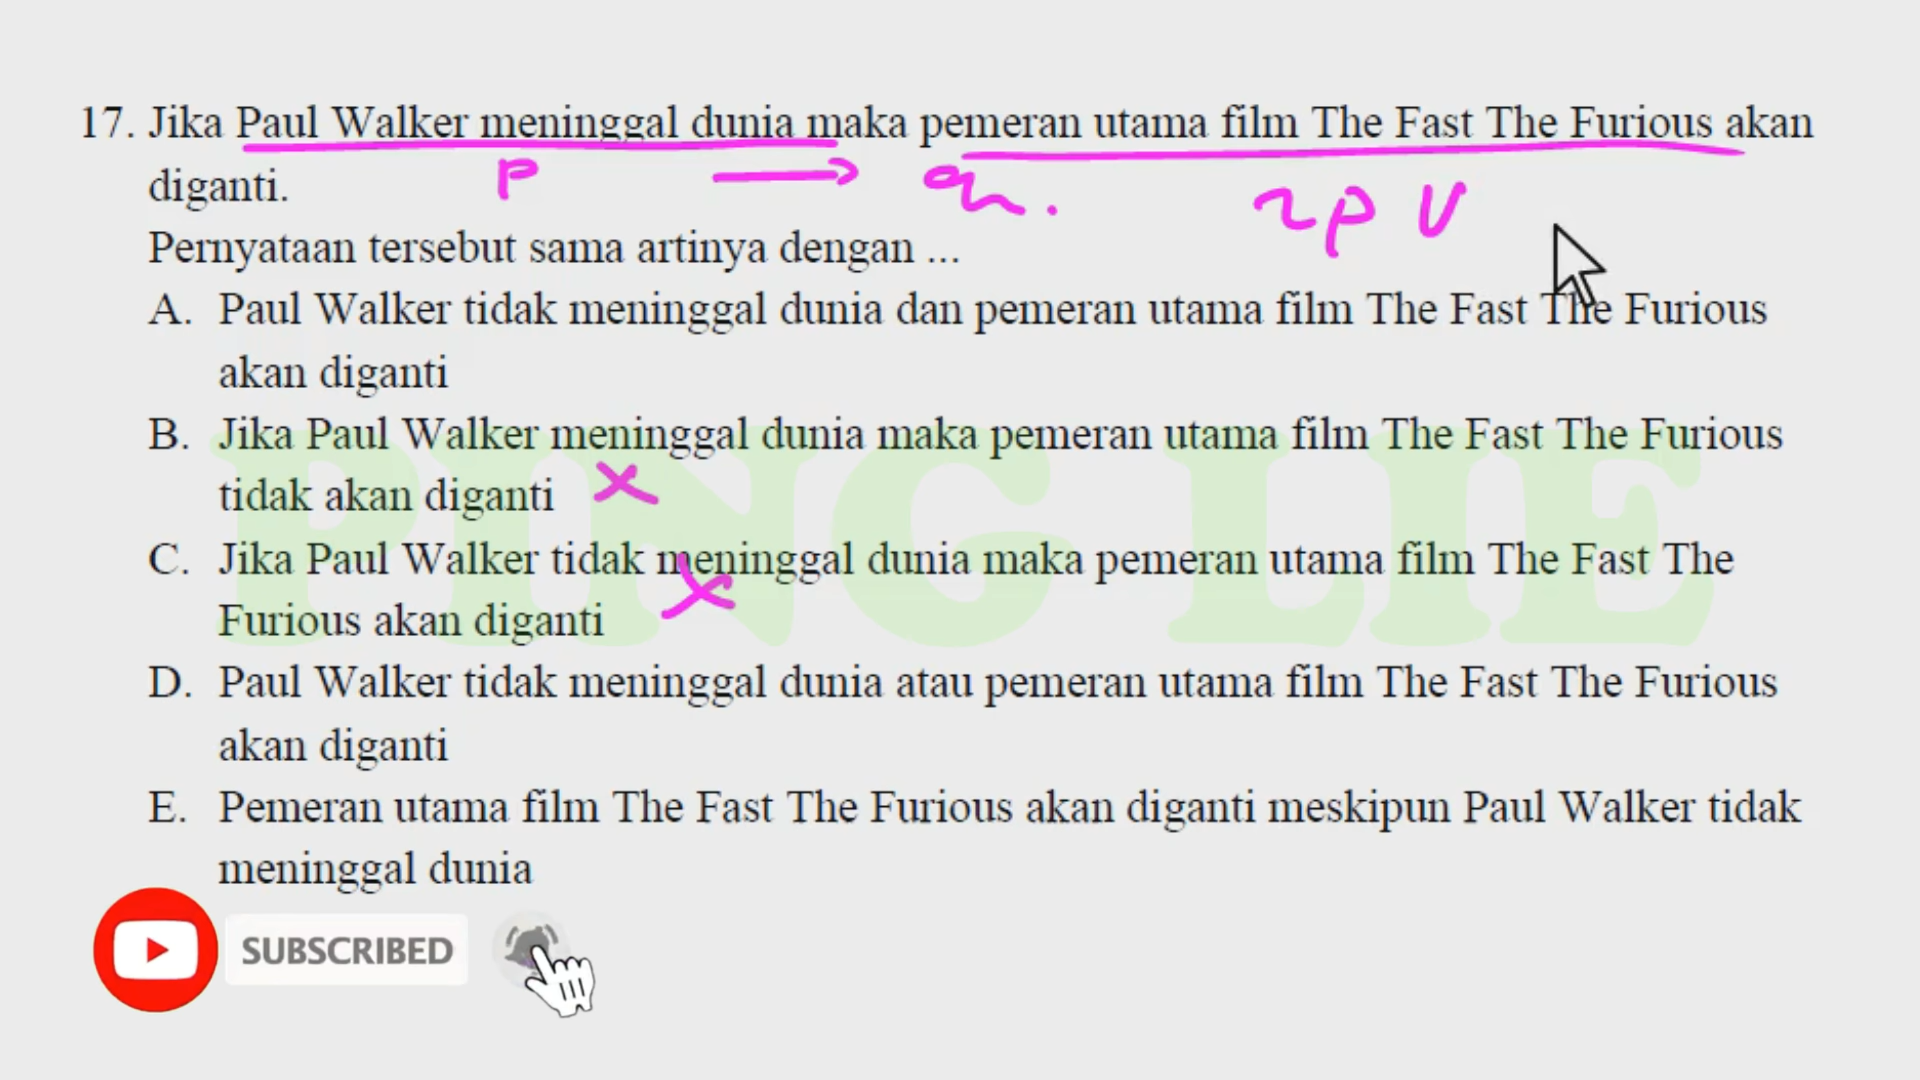 17. Jika Paul Walker meninggal dunia maka pemeran utama film The Fast The Furious akan
diganti.
p → q.
~p ∨
Pernyataan tersebut sama artinya dengan ...
A. Paul Walker tidak meninggal dunia dan pemeran utama film The Fast The Furious
akan diganti
B. Jika Paul Walker meninggal dunia maka pemeran utama film The Fast The Furious
tidak akan diganti
C. Jika Paul Walker tidak meninggal dunia maka pemeran utama film The Fast The
Furious akan diganti
D. Paul Walker tidak meninggal dunia atau pemeran utama film The Fast The Furious
akan diganti
E. Pemeran utama film The Fast The Furious akan diganti meskipun Paul Walker tidak
meninggal dunia
PING LIE
SUBSCRIBED